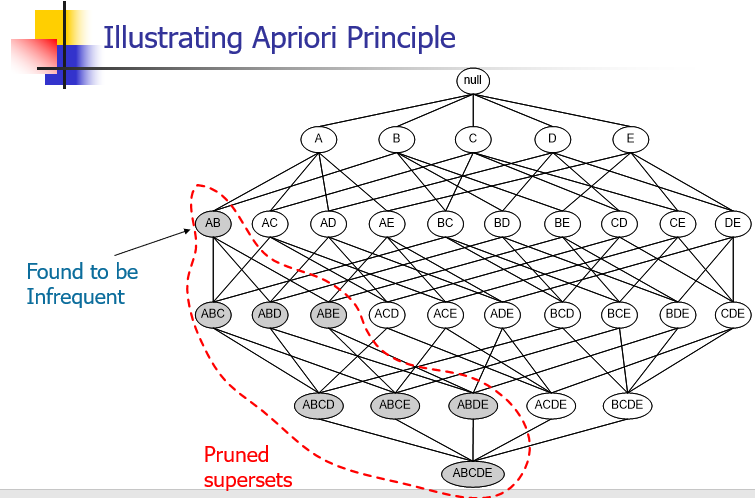 Illustrating Apriori Principle
null
A B C D E
AB AC AD AE BC BD BE CD CE DE
Found to be
Infrequent
ABC ABD ABE ACD ACE ADE BCD BCE BDE CDE
ABCD ABCE ABDE ACDE BCDE
Pruned
supersets
ABCDE